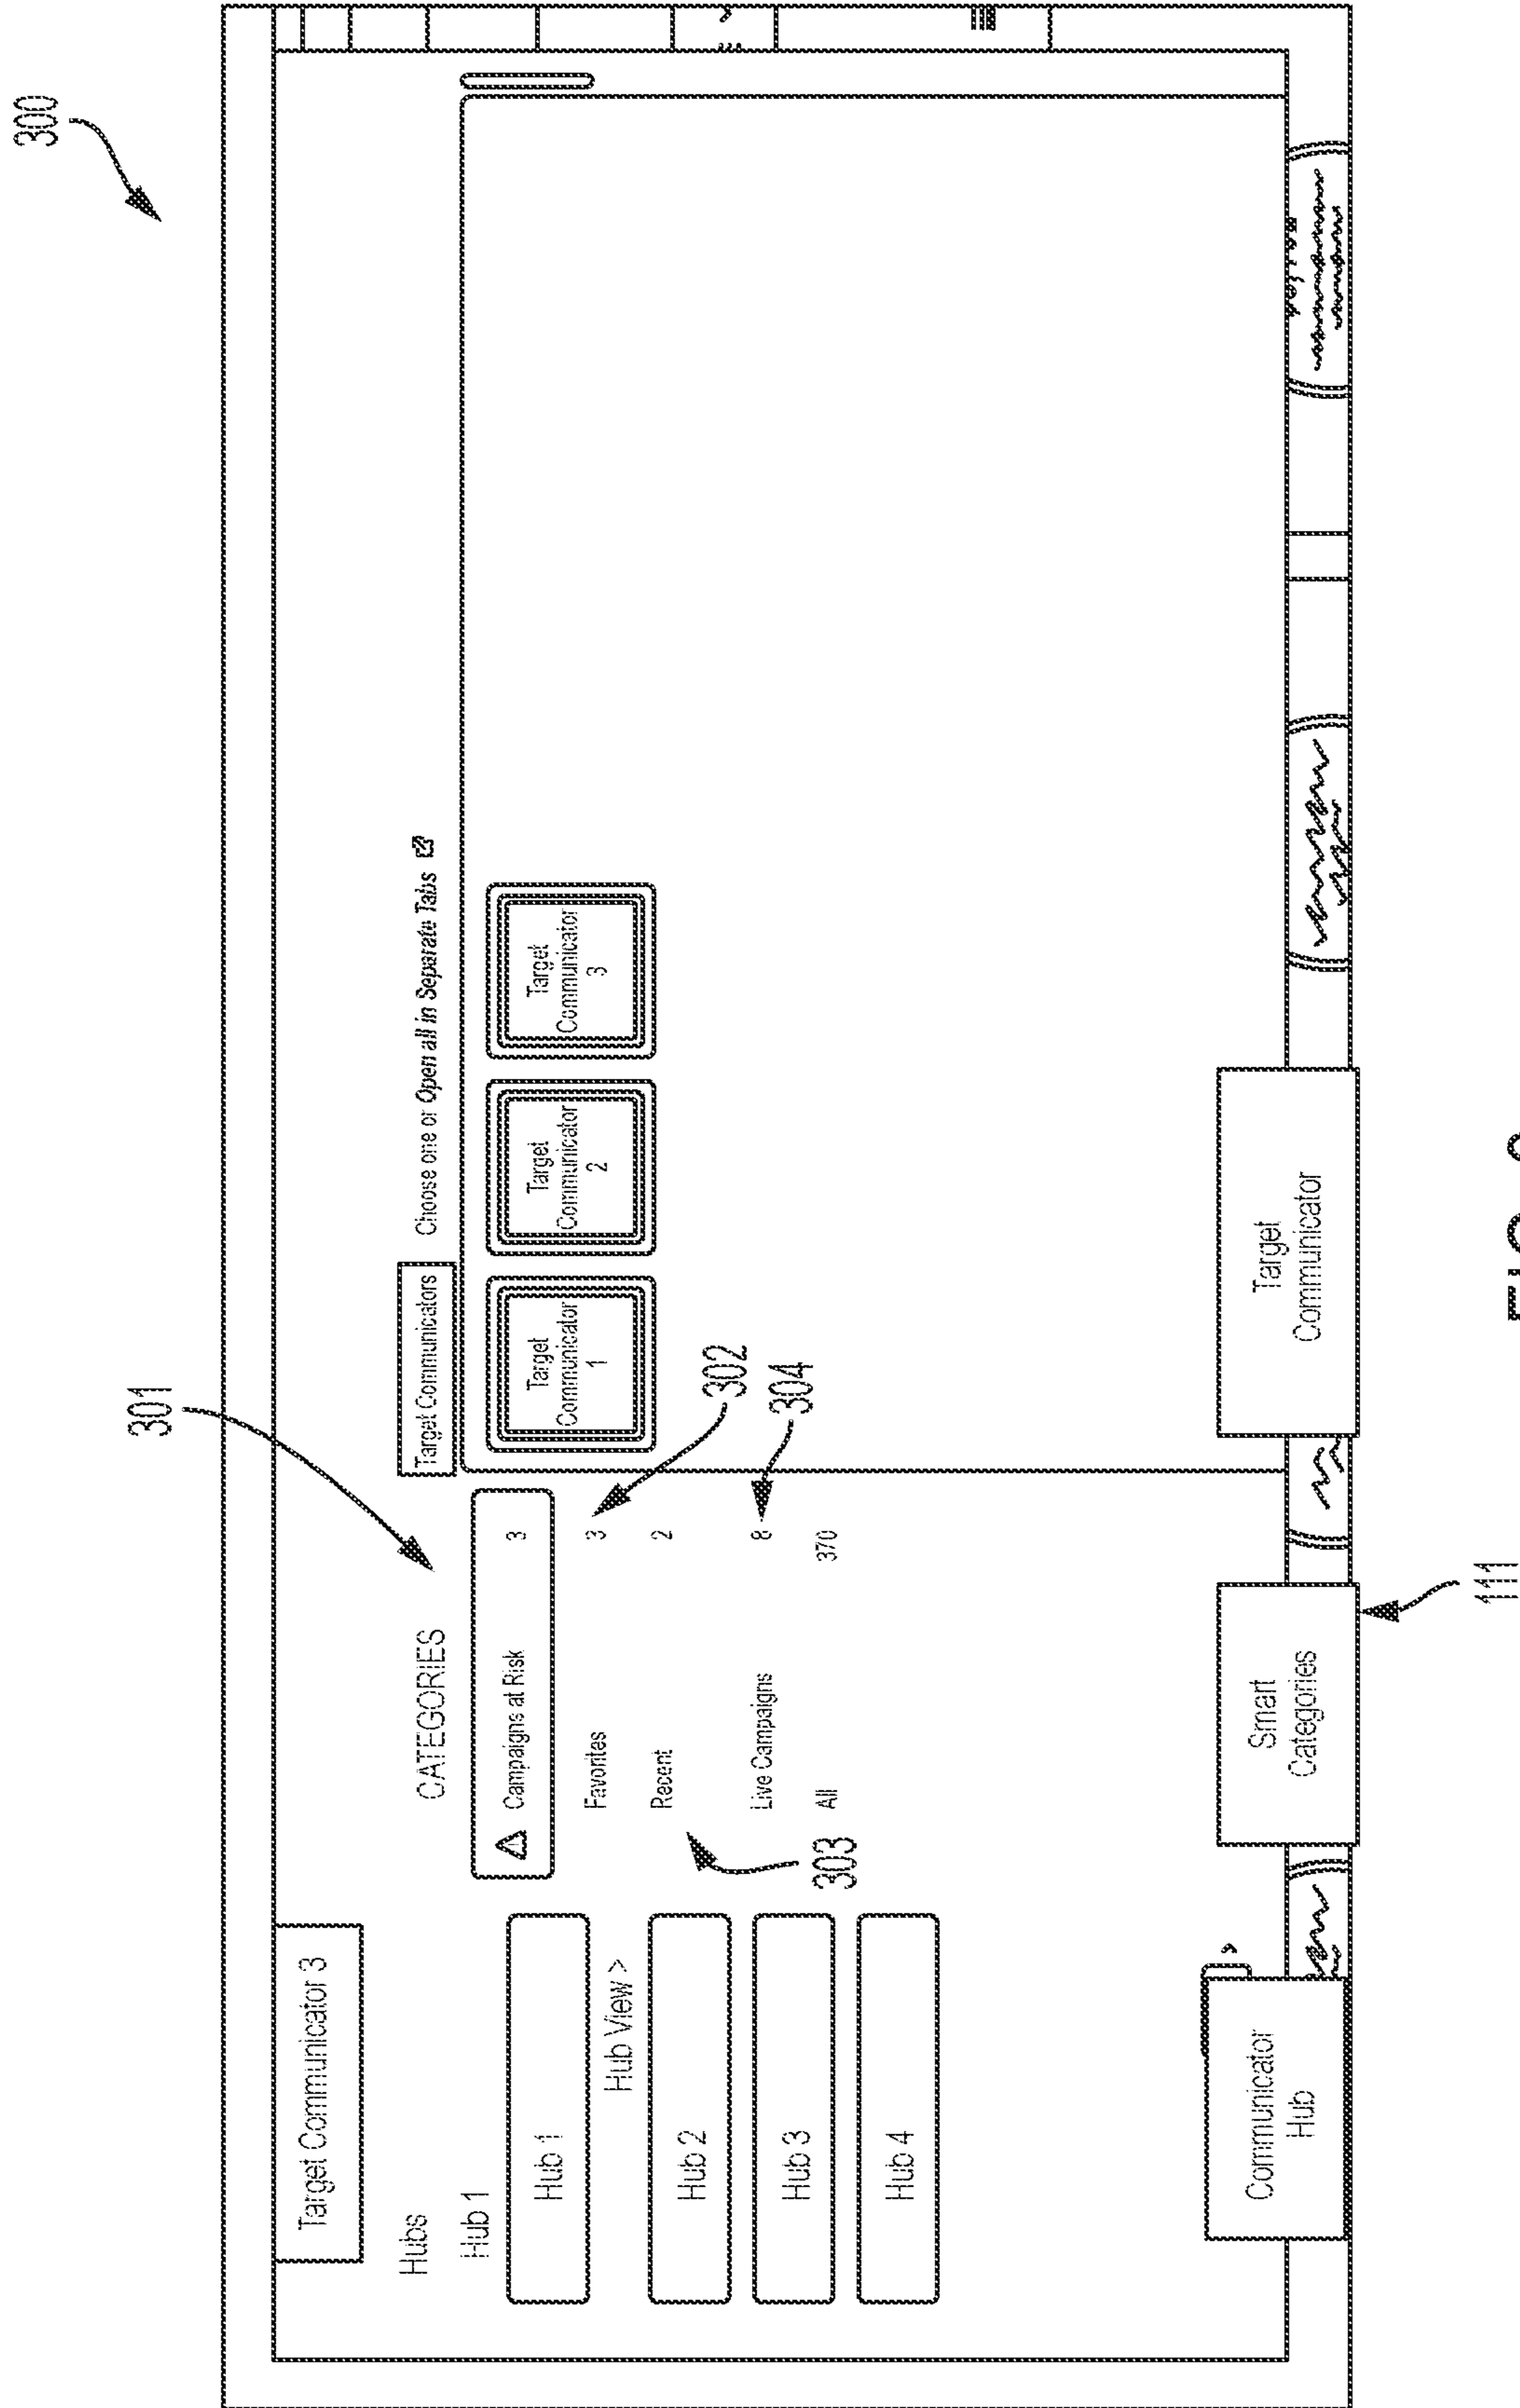 300
Target Communicator 3
301
Hubs
Hub 1
Hub 1
Hub View >
Hub 2
Hub 3
Hub 4
CATEGORIES
Campaigns at Risk 3
Favorites 3
302
Recent 2
303
Live Campaigns 8
304
All 370
Target Communicators
Choose one or Open all in Separate Tabs
Target
Communicator
1
Target
Communicator
2
Target
Communicator
3
Communicator
Hub
Smart
Categories
Target
Communicator
111